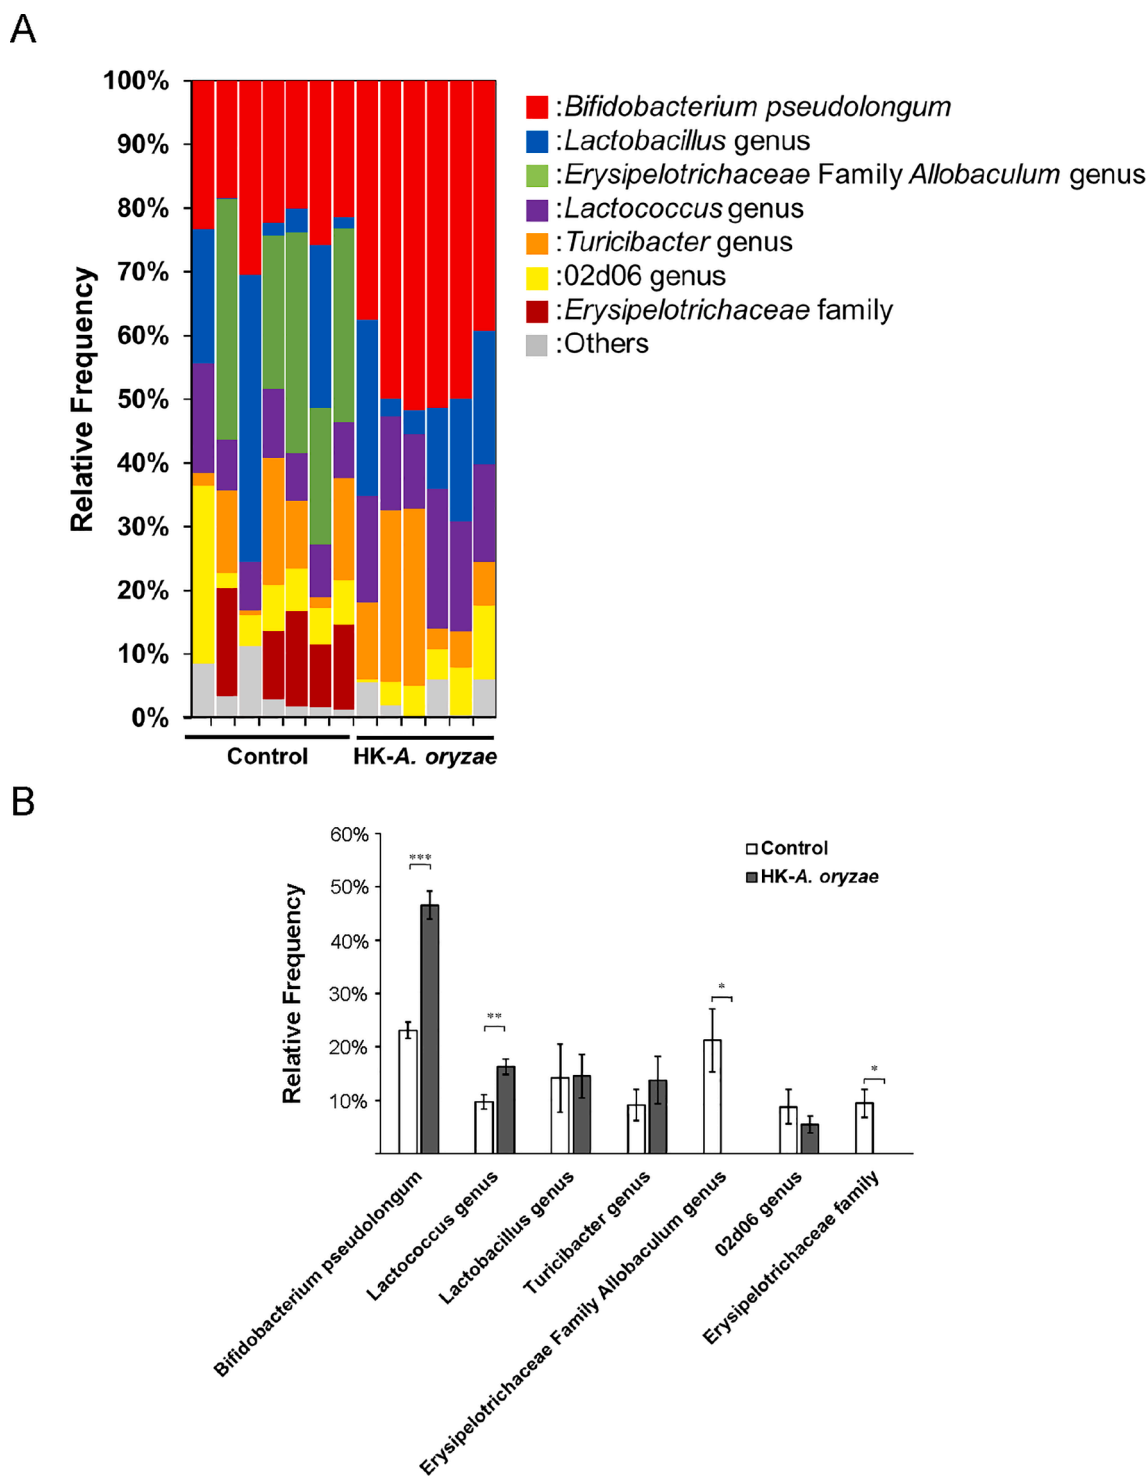 A
100%
90%
80%
70%
60%
50%
40%
30%
20%
10%
0%
Relative Frequency
Control
HK-A. oryzae
:Bifidobacterium pseudolongum
:Lactobacillus genus
:Erysipelotrichaceae Family Allobaculum genus
:Lactococcus genus
:Turicibacter genus
:02d06 genus
:Erysipelotrichaceae family
:Others
B
60%
50%
40%
30%
20%
10%
Relative Frequency
Control
HK-A. oryzae
***
**
*
*
Bifidobacterium pseudolongum
Lactococcus genus
Lactobacillus genus
Turicibacter genus
Erysipelotrichaceae Family Allobaculum genus
02d06 genus
Erysipelotrichaceae family